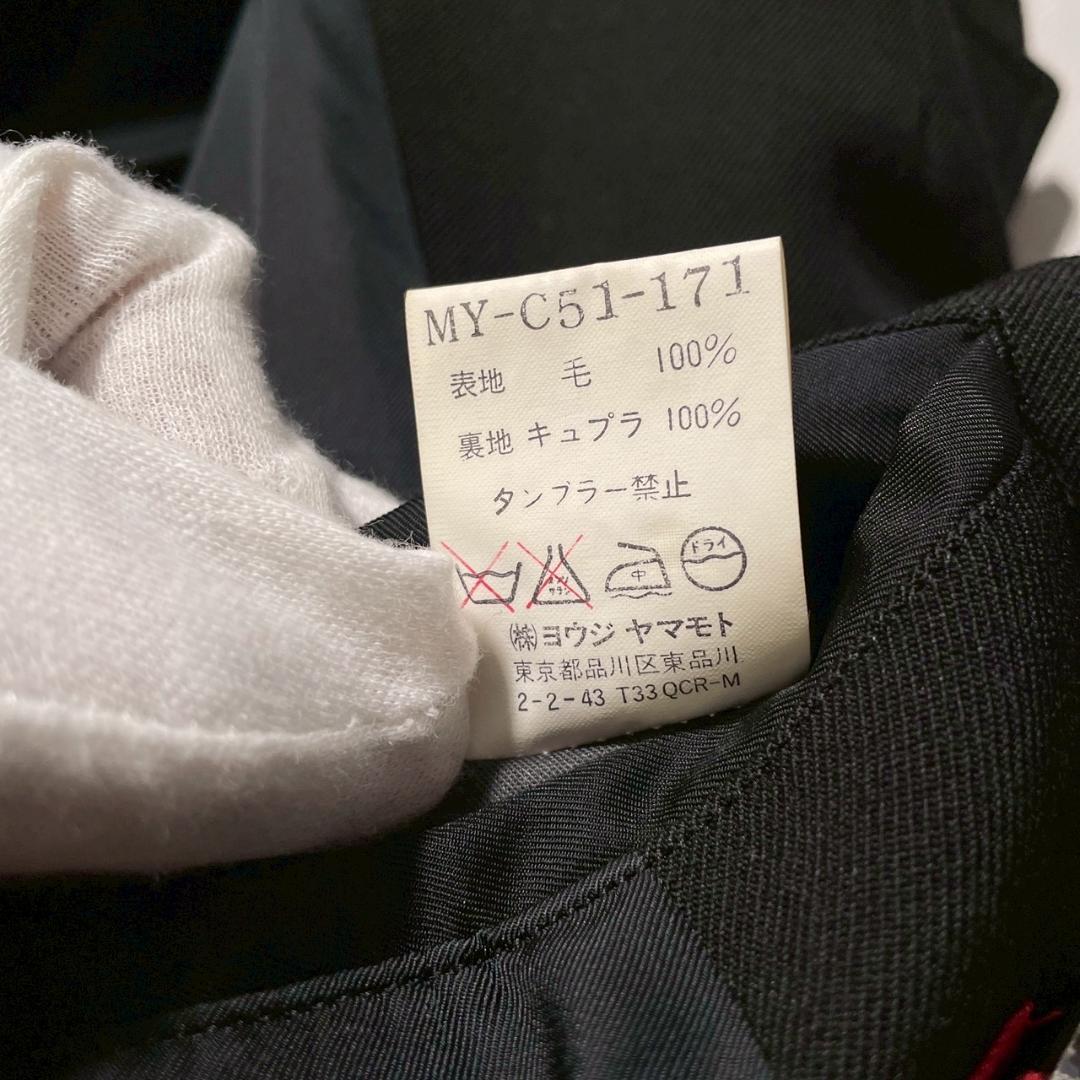 MY-C51-171
表地 毛 100%
裏地 キュプラ 100%
タンブラー禁止
中 ドライ
㈱ヨウジ ヤマモト
東京都品川区東品川
2-2-43 T33 QCR-M